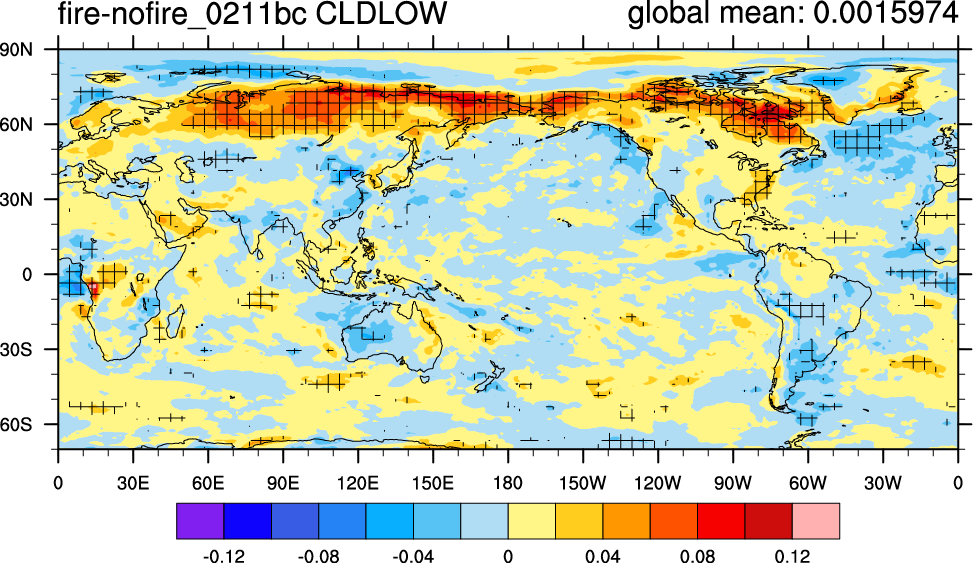 fire-nofire_0211bc CLDLOW global mean: 0.0015974
90N
60N
30N
0
30S
60S
0 30E 60E 90E 120E 150E 180 150W 120W 90W 60W 30W 0
-0.12 -0.08 -0.04 0 0.04 0.08 0.12